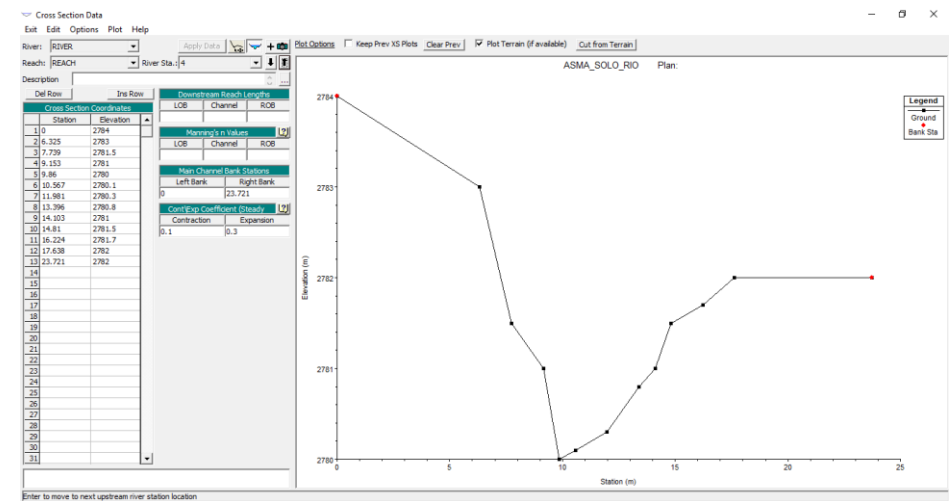 Cross Section Data
Exit Edit Options Plot Help
River: RIVER Apply Data Plot Options Keep Prev XS Plots Clear Prev Plot Terrain (if available) Cut from Terrain
Reach: REACH River Sta.: 4
Description ...
Del Row Ins Row
Cross Section Coordinates
Station Elevation
1 0 2784
2 6.325 2783
3 7.739 2781.5
4 9.153 2781
5 9.86 2780
6 10.567 2780.1
7 11.981 2780.3
8 13.396 2780.8
9 14.103 2781
10 14.81 2781.5
11 16.224 2781.7
12 17.638 2782
13 23.721 2782
14
15
16
17
18
19
20
21
22
23
24
25
26
27
28
29
30
31
Downstream Reach Lengths
LOB Channel ROB
Manning's n Values ?
LOB Channel ROB
Main Channel Bank Stations
Left Bank Right Bank
0 23.721
Cont\Exp Coefficient (Steady ?
Contraction Expansion
0.1 0.3
ASMA_SOLO_RIO Plan:
Legend
Ground
Bank Sta
2784
2783
2782
2781
2780
Elevation (m)
0 5 10 15 20 25
Station (m)
Enter to move to next upstream river station location